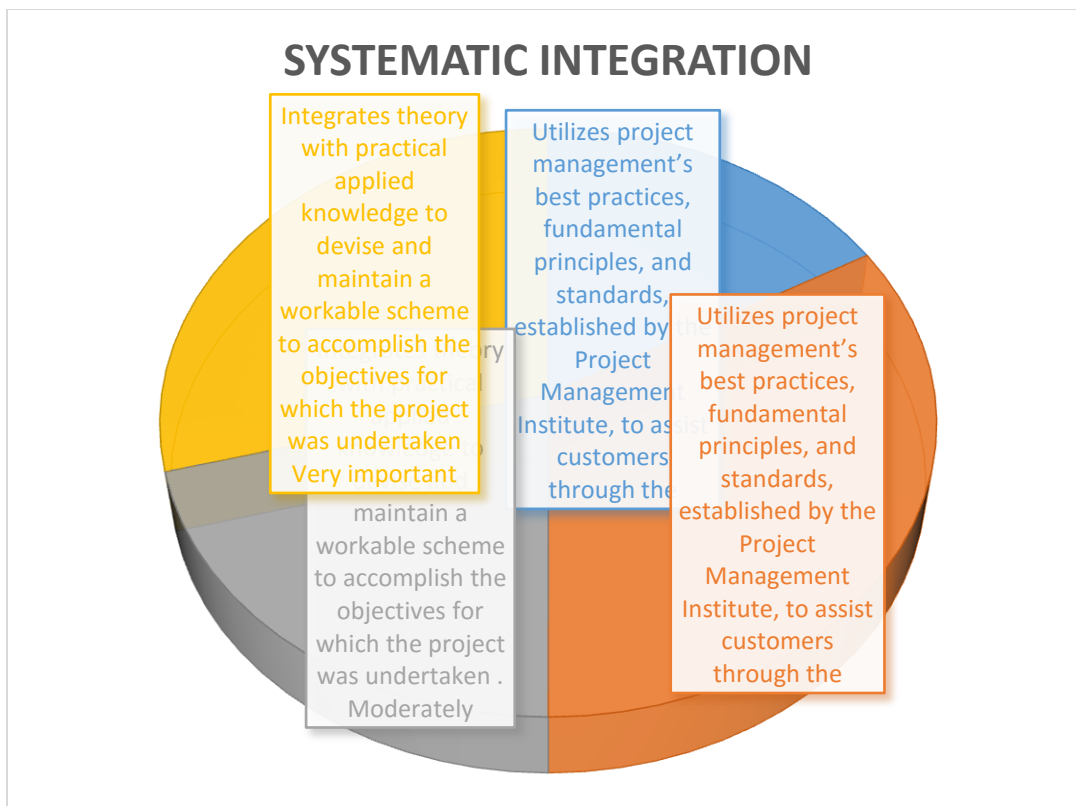 SYSTEMATIC INTEGRATION
Integrates theory
with practical
applied
knowledge to
devise and
maintain a
workable scheme
to accomplish the
objectives for
which the project
was undertaken
Very important
Utilizes project
management’s
best practices,
fundamental
principles, and
standards,
established by the
Project
Management
Institute, to assist
customers
through the
Utilizes project
management’s
best practices,
fundamental
principles, and
standards,
established by the
Project
Management
Institute, to assist
customers
through the
maintain a
workable scheme
to accomplish the
objectives for
which the project
was undertaken .
Moderately